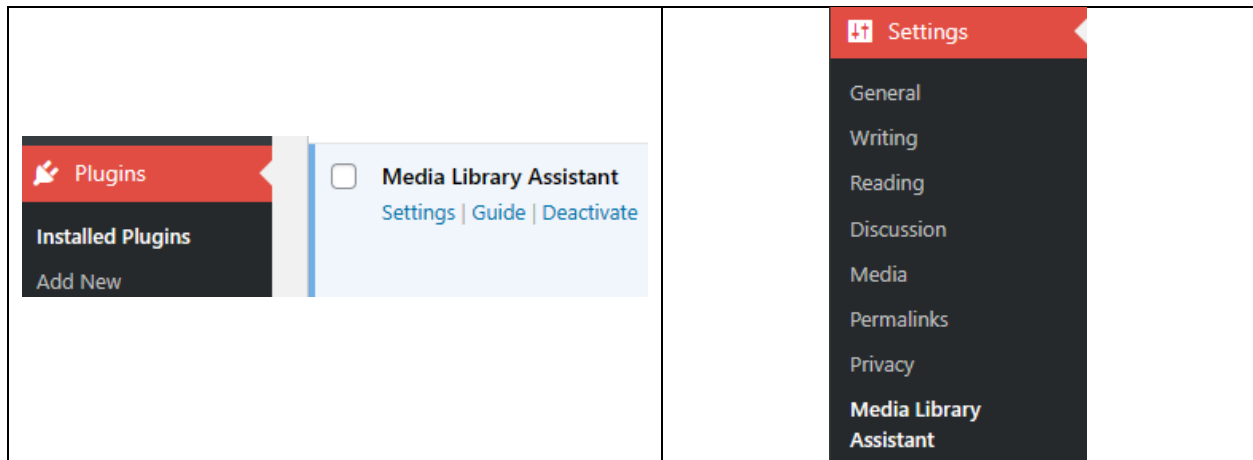 Plugins
Installed Plugins
Add New
Media Library Assistant
Settings | Guide | Deactivate
Settings
General
Writing
Reading
Discussion
Media
Permalinks
Privacy
Media Library
Assistant